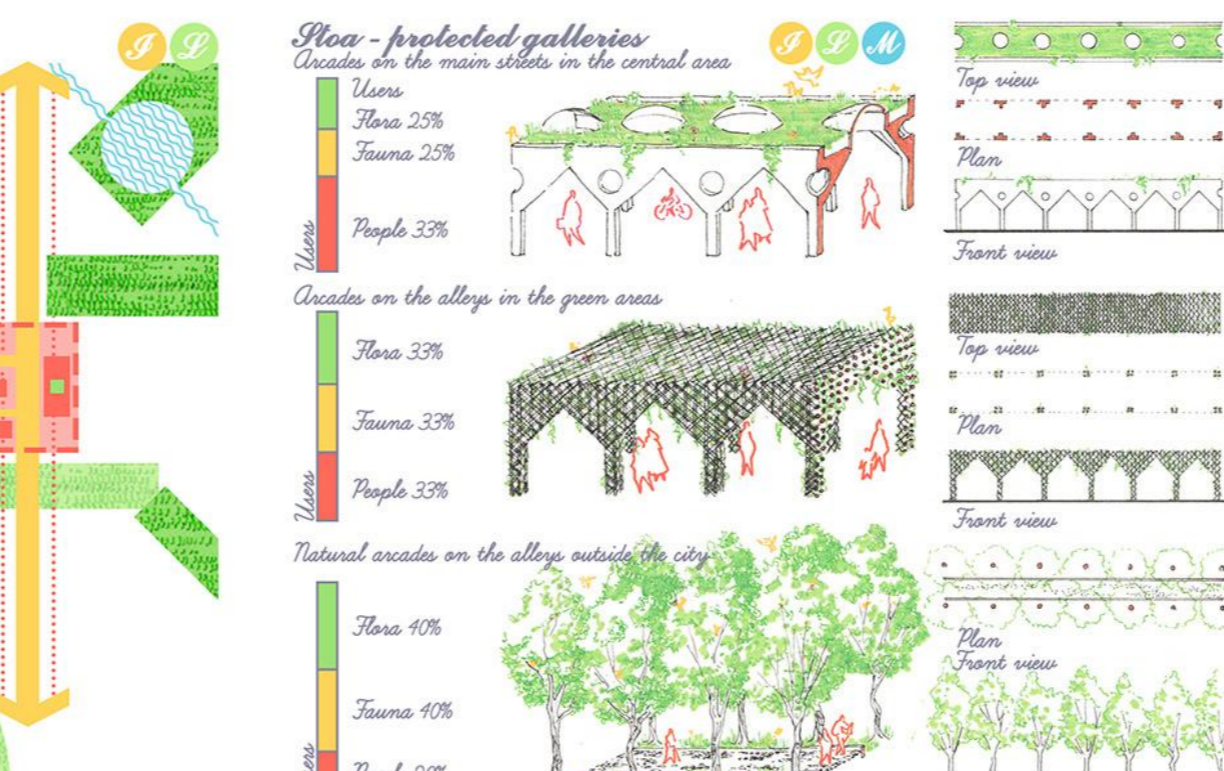 I L
Stoa - protected galleries
I L M
Arcades on the main streets in the central area
Users
Flora 25%
Fauna 25%
People 33%
Users
Top view
Plan
Front view
Arcades on the alleys in the green areas
Flora 33%
Fauna 33%
People 33%
Users
Top view
Plan
Front view
Natural arcades on the alleys outside the city
Flora 40%
Fauna 40%
Plan
Front view